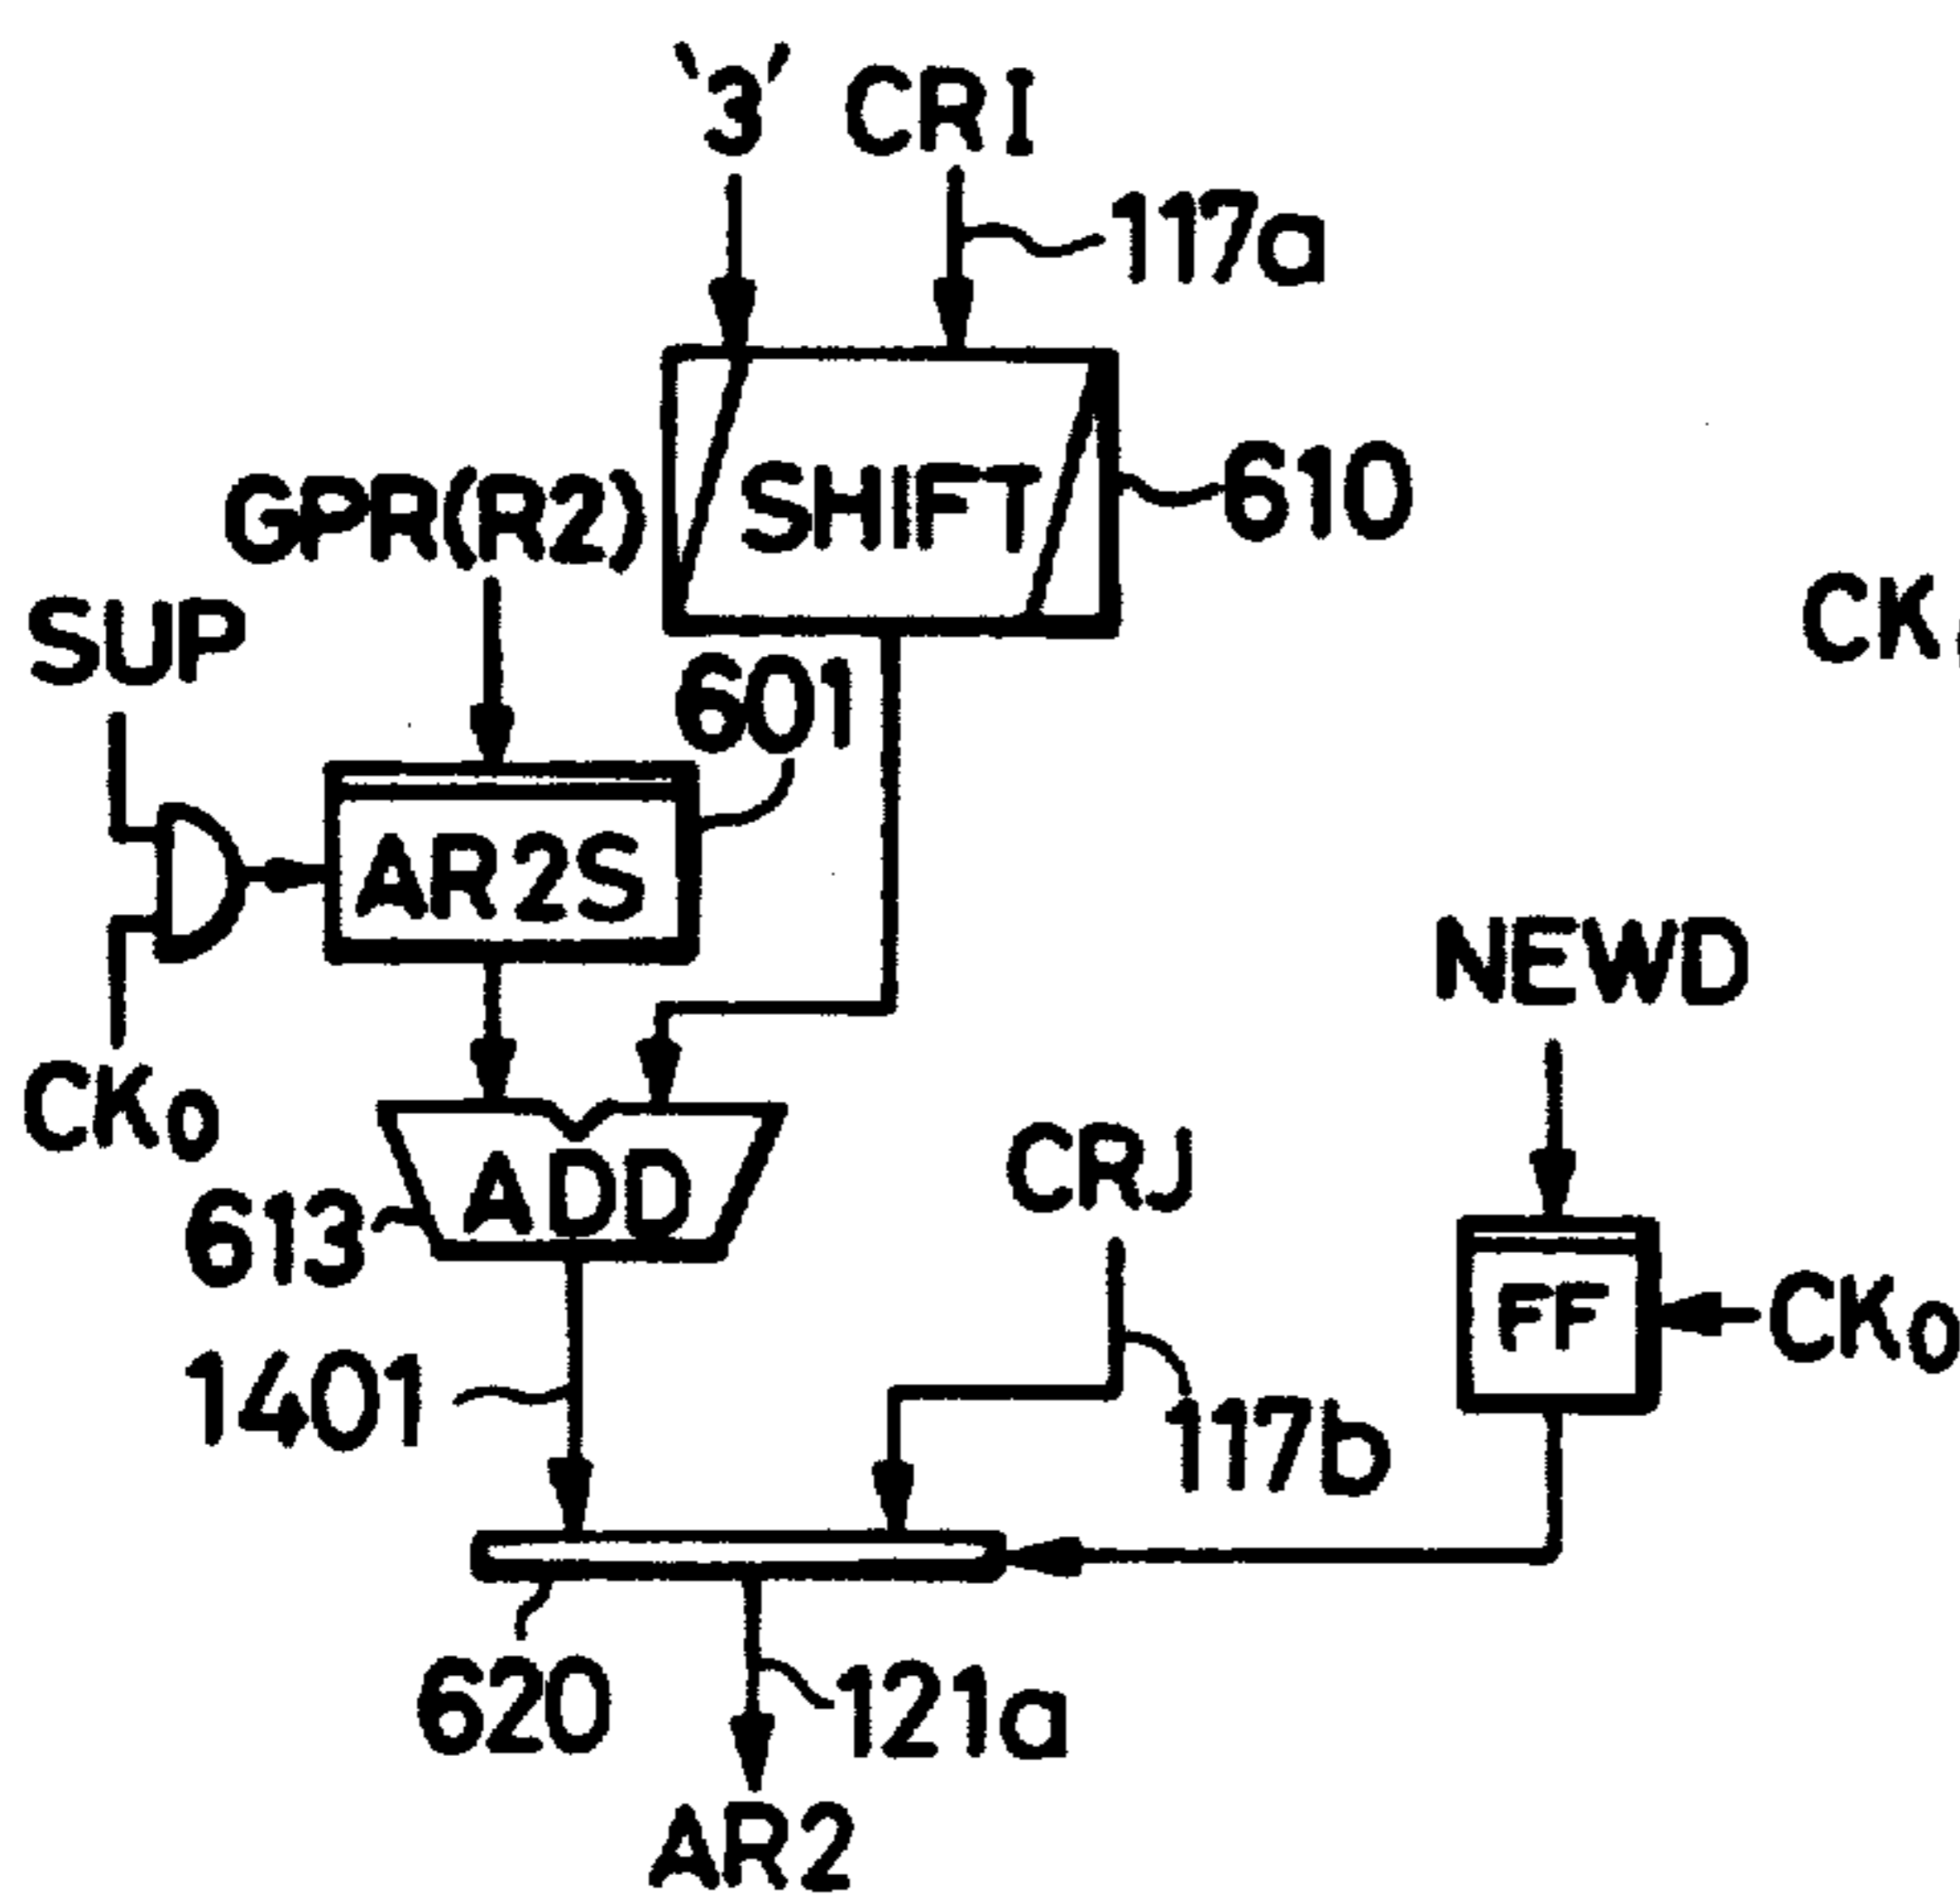 '3' CRI
117a
SHIFT
610
GPR(R2)
SUP
601
CK
AR2S
NEWD
CK0
ADD
CRJ
613
FF
CK0
1401
117b
620
121a
AR2